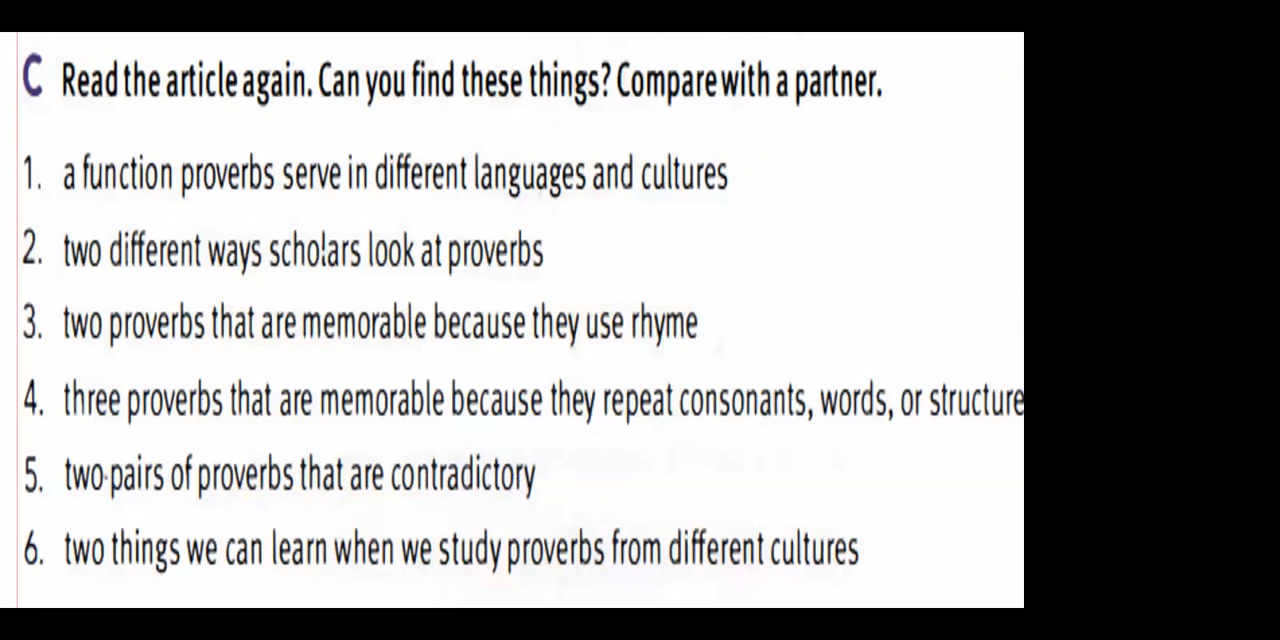 C Read the article again. Can you find these things? Compare with a partner.
1. a function proverbs serve in different languages and cultures
2. two different ways scholars look at proverbs
3. two proverbs that are memorable because they use rhyme
4. three proverbs that are memorable because they repeat consonants, words, or structure
5. two pairs of proverbs that are contradictory
6. two things we can learn when we study proverbs from different cultures